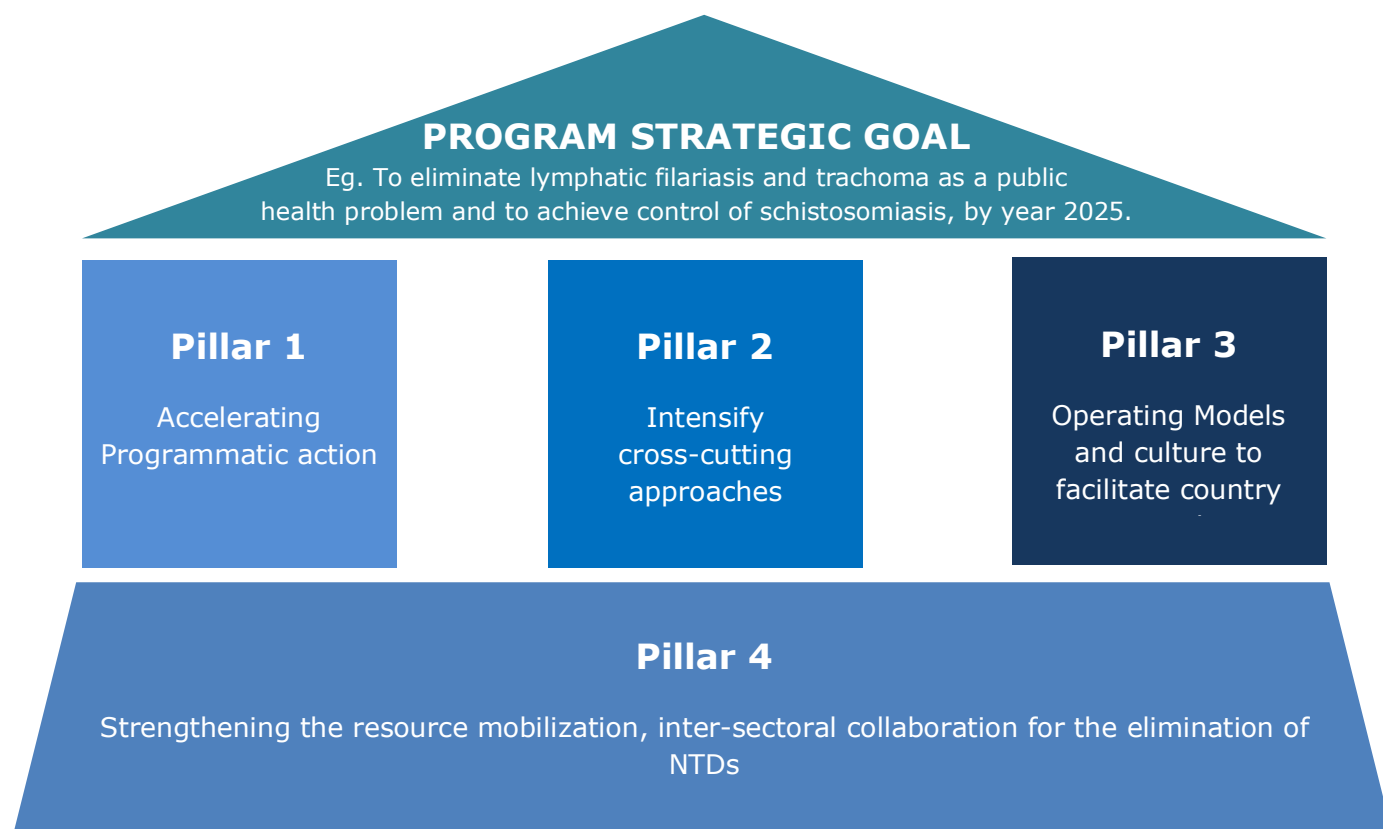 PROGRAM STRATEGIC GOAL
Eg. To eliminate lymphatic filariasis and trachoma as a public
health problem and to achieve control of schistosomiasis, by year 2025.
Pillar 1
Accelerating
Programmatic action
Pillar 2
Intensify
cross-cutting
approaches
Pillar 3
Operating Models
and culture to
facilitate country
Pillar 4
Strengthening the resource mobilization, inter-sectoral collaboration for the elimination of
NTDs